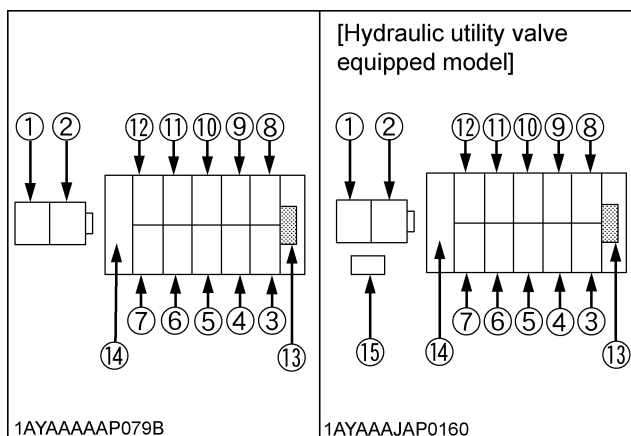 ① ② ⑫ ⑪ ⑩ ⑨ ⑧
⑦ ⑥ ⑤ ④ ③
⑭ ⑬
1AYAAAAAP079B
[Hydraulic utility valve
equipped model]
① ② ⑫ ⑪ ⑩ ⑨ ⑧
⑦ ⑥ ⑤ ④ ③
⑮ ⑭ ⑬
1AYAAAJAP0160